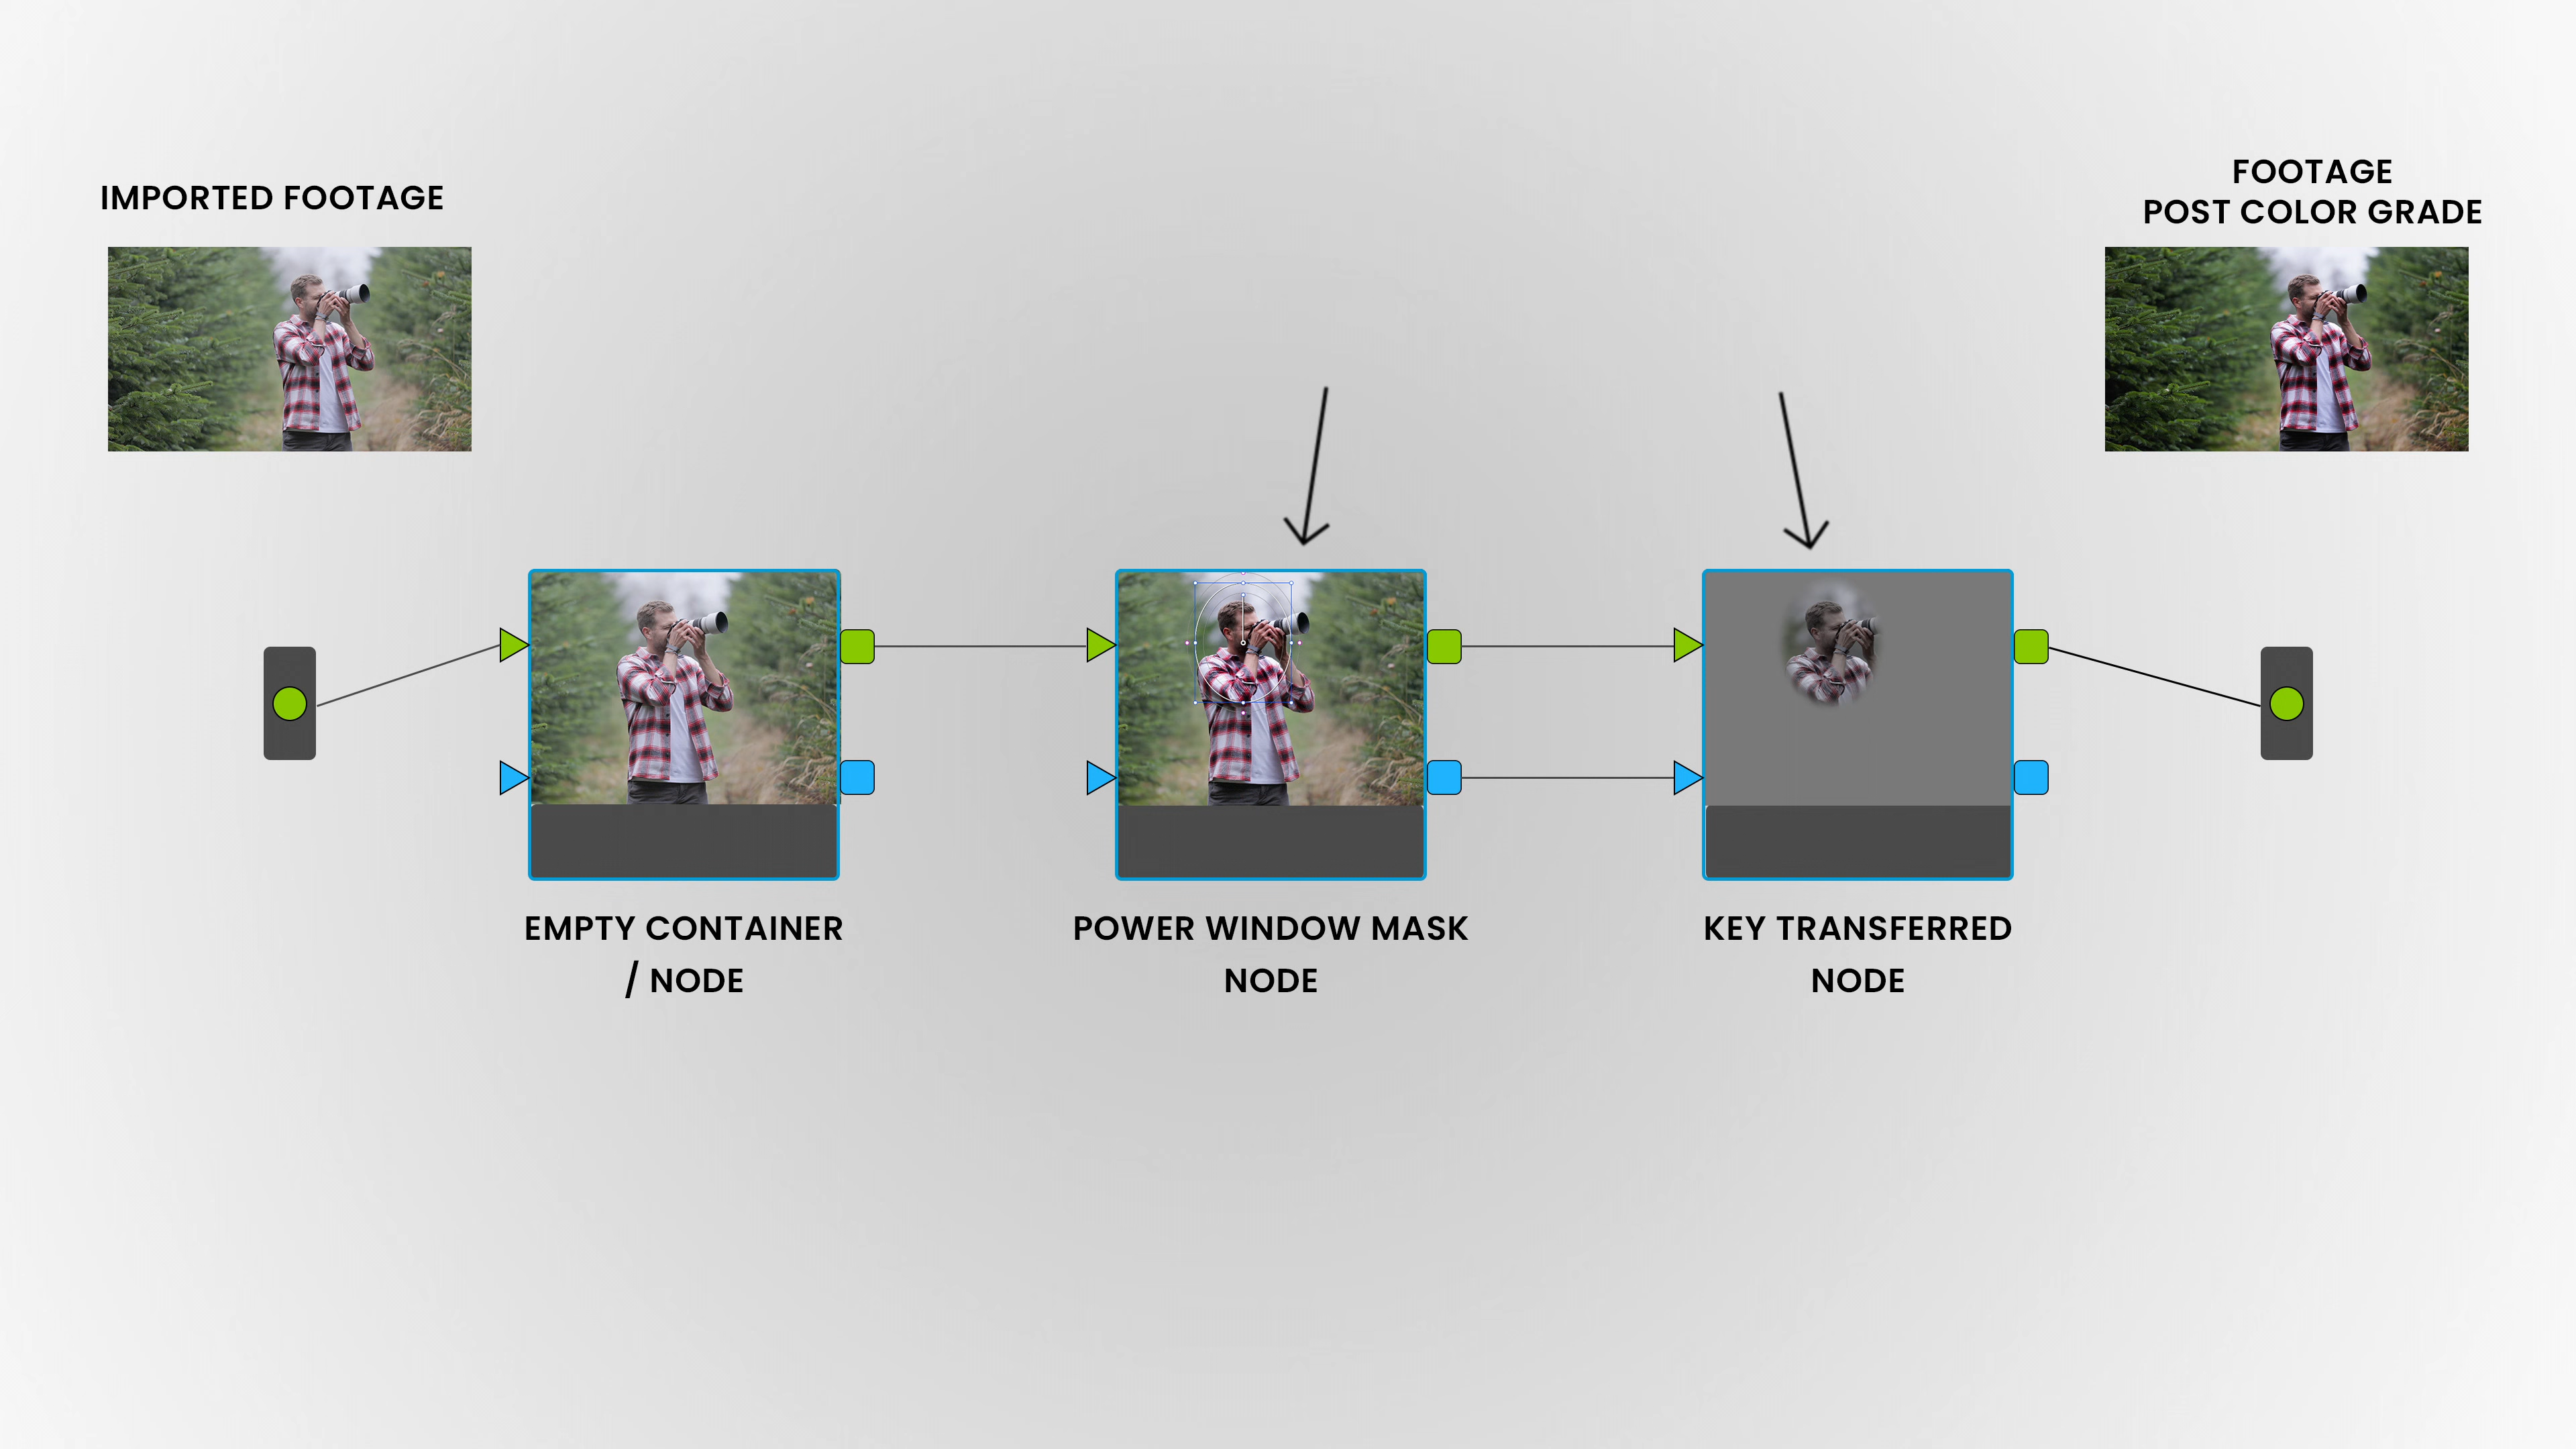 IMPORTED FOOTAGE
FOOTAGE
POST COLOR GRADE
EMPTY CONTAINER
/ NODE
POWER WINDOW MASK
NODE
KEY TRANSFERRED
NODE